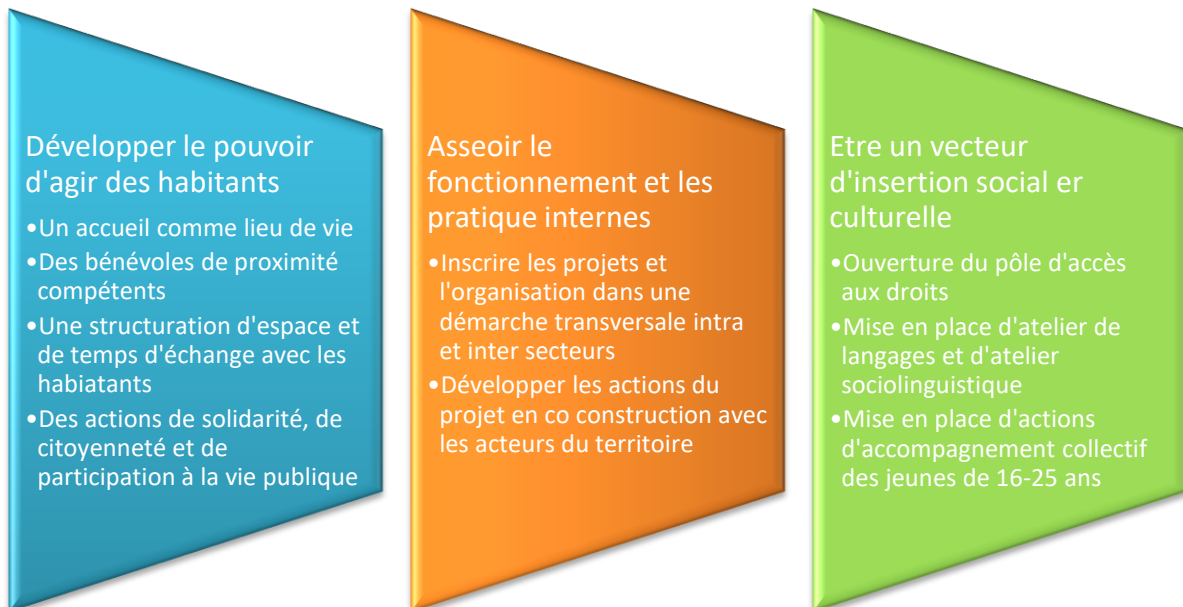 Développer le pouvoir
d'agir des habitants
•Un accueil comme lieu de vie
•Des bénévoles de proximité
compétents
•Une structuration d'espace et
de temps d'échange avec les
habiatants
•Des actions de solidarité, de
citoyenneté et de
participation à la vie publique
Asseoir le
fonctionnement et les
pratique internes
•Inscrire les projets et
l'organisation dans une
démarche transversale intra
et inter secteurs
•Développer les actions du
projet en co construction avec
les acteurs du territoire
Etre un vecteur
d'insertion social er
culturelle
•Ouverture du pôle d'accès
aux droits
•Mise en place d'atelier de
langages et d'atelier
sociolinguistique
•Mise en place d'actions
d'accompagnement collectif
des jeunes de 16-25 ans